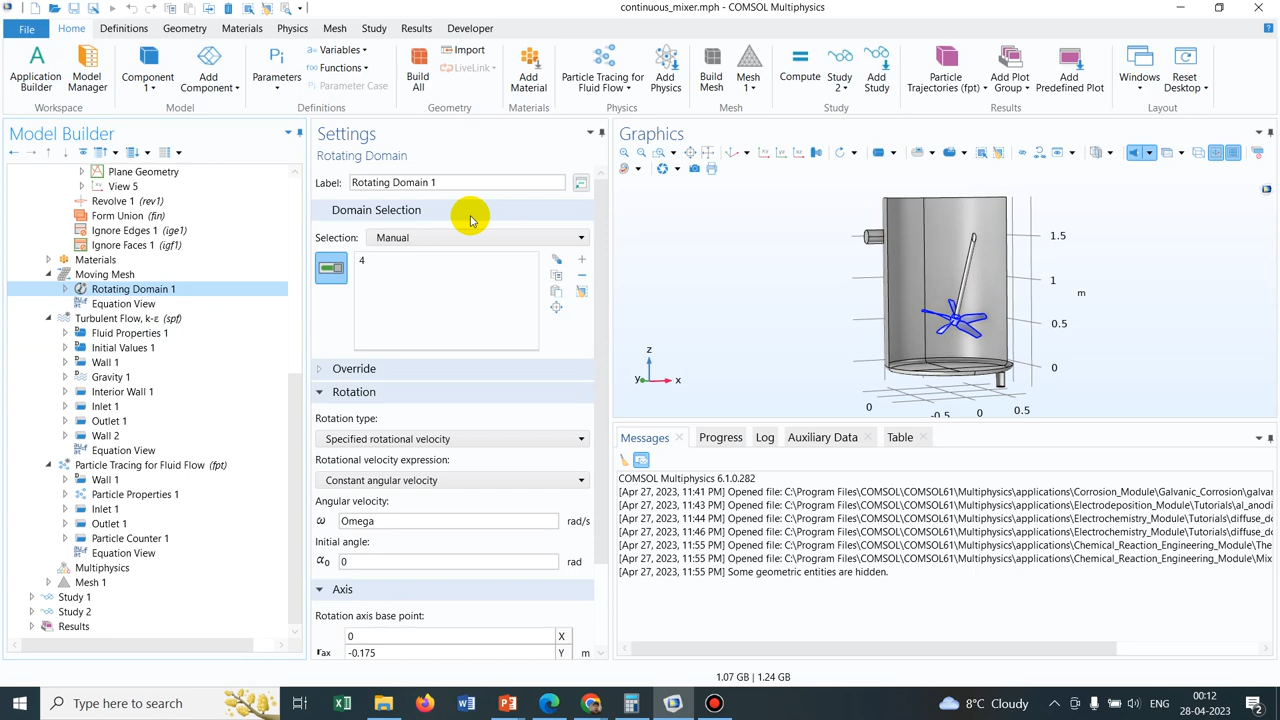 continuous_mixer.mph - COMSOL Multiphysics
File Home Definitions Geometry Materials Physics Mesh Study Results Developer
Application Builder
Model Manager
Workspace
Component 1
Add Component
Model
Pi
Parameters
a= Variables
f(x) Functions
Pi Parameter Case
Definitions
Build All
Import
LiveLink
Geometry
Add Material
Materials
Particle Tracing for Fluid Flow
Add Physics
Physics
Build Mesh
Mesh 1
Mesh
Compute
Study 2
Add Study
Study
Particle Trajectories (fpt)
Add Plot Group
Add Predefined Plot
Results
Windows
Reset Desktop
Layout
Model Builder
Plane Geometry
View 5
Revolve 1 (rev1)
Form Union (fin)
Ignore Edges 1 (ige1)
Ignore Faces 1 (igf1)
Materials
Moving Mesh
Rotating Domain 1
Equation View
Turbulent Flow, k-ε (spf)
Fluid Properties 1
Initial Values 1
Wall 1
Gravity 1
Interior Wall 1
Inlet 1
Outlet 1
Wall 2
Equation View
Particle Tracing for Fluid Flow (fpt)
Wall 1
Particle Properties 1
Inlet 1
Outlet 1
Particle Counter 1
Equation View
Multiphysics
Mesh 1
Study 1
Study 2
Results
Settings
Rotating Domain
Label: Rotating Domain 1
Domain Selection
Selection: Manual
4
Override
Rotation
Rotation type:
Specified rotational velocity
Rotational velocity expression:
Constant angular velocity
Angular velocity:
ω Omega rad/s
Initial angle:
α0 0 rad
Axis
Rotation axis base point:
0 X
rax -0.175 Y m
Graphics
1.5
1
m
0.5
0
z
y x
0 -0.5 0 0.5
Messages Progress Log Auxiliary Data Table
COMSOL Multiphysics 6.1.0.282
[Apr 27, 2023, 11:41 PM] Opened file: C:\Program Files\COMSOL\COMSOL61\Multiphysics\applications\Corrosion_Module\Galvanic_Corrosion\galva
[Apr 27, 2023, 11:43 PM] Opened file: C:\Program Files\COMSOL\COMSOL61\Multiphysics\applications\Electrodeposition_Module\Tutorials\al_anodi
[Apr 27, 2023, 11:44 PM] Opened file: C:\Program Files\COMSOL\COMSOL61\Multiphysics\applications\Electrochemistry_Module\Tutorials\diffuse_d
[Apr 27, 2023, 11:46 PM] Opened file: C:\Program Files\COMSOL\COMSOL61\Multiphysics\applications\Electrochemistry_Module\Tutorials\diffuse_d
[Apr 27, 2023, 11:55 PM] Opened file: C:\Program Files\COMSOL\COMSOL61\Multiphysics\applications\Chemical_Reaction_Engineering_Module\The
[Apr 27, 2023, 11:55 PM] Opened file: C:\Program Files\COMSOL\COMSOL61\Multiphysics\applications\Chemical_Reaction_Engineering_Module\Mix
[Apr 27, 2023, 11:55 PM] Some geometric entities are hidden.
1.07 GB | 1.24 GB
Type here to search
8°C Cloudy
ENG
00:12
28-04-2023
2